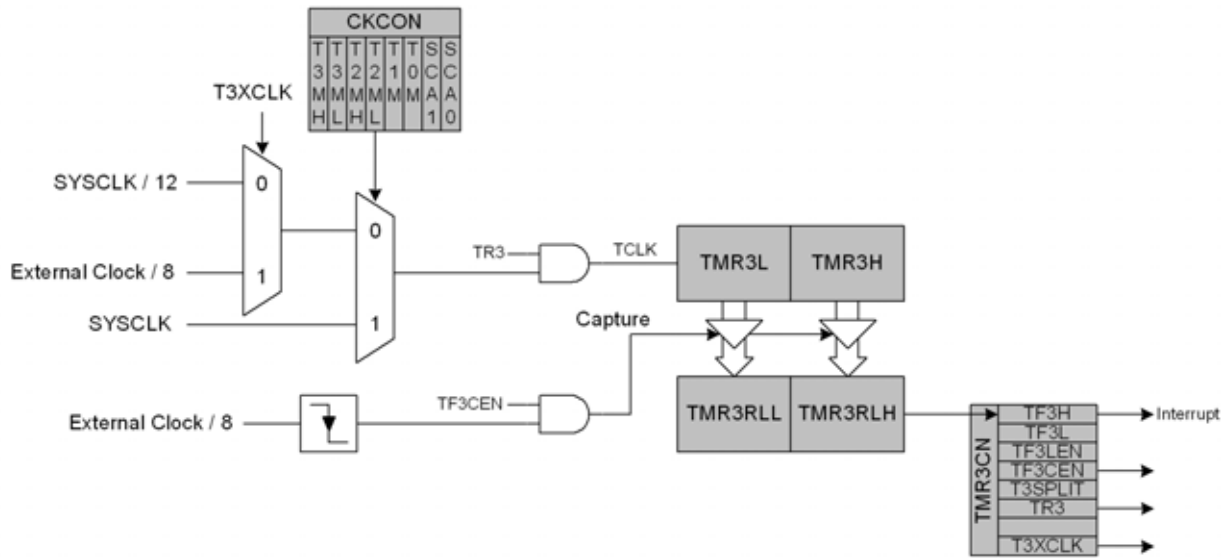 CKCON
T3MH T3ML T2MH T2ML T1M T0M SCA1 SCA0
T3XCLK
SYSCLK / 12
0
External Clock / 8
1
0
SYSCLK
1
TR3
TCLK
TMR3L TMR3H
Capture
External Clock / 8
TF3CEN
TMR3RLL TMR3RLH
TMR3CN
TF3H
Interrupt
TF3L
TF3LEN
TF3CEN
T3SPLIT
TR3
T3XCLK